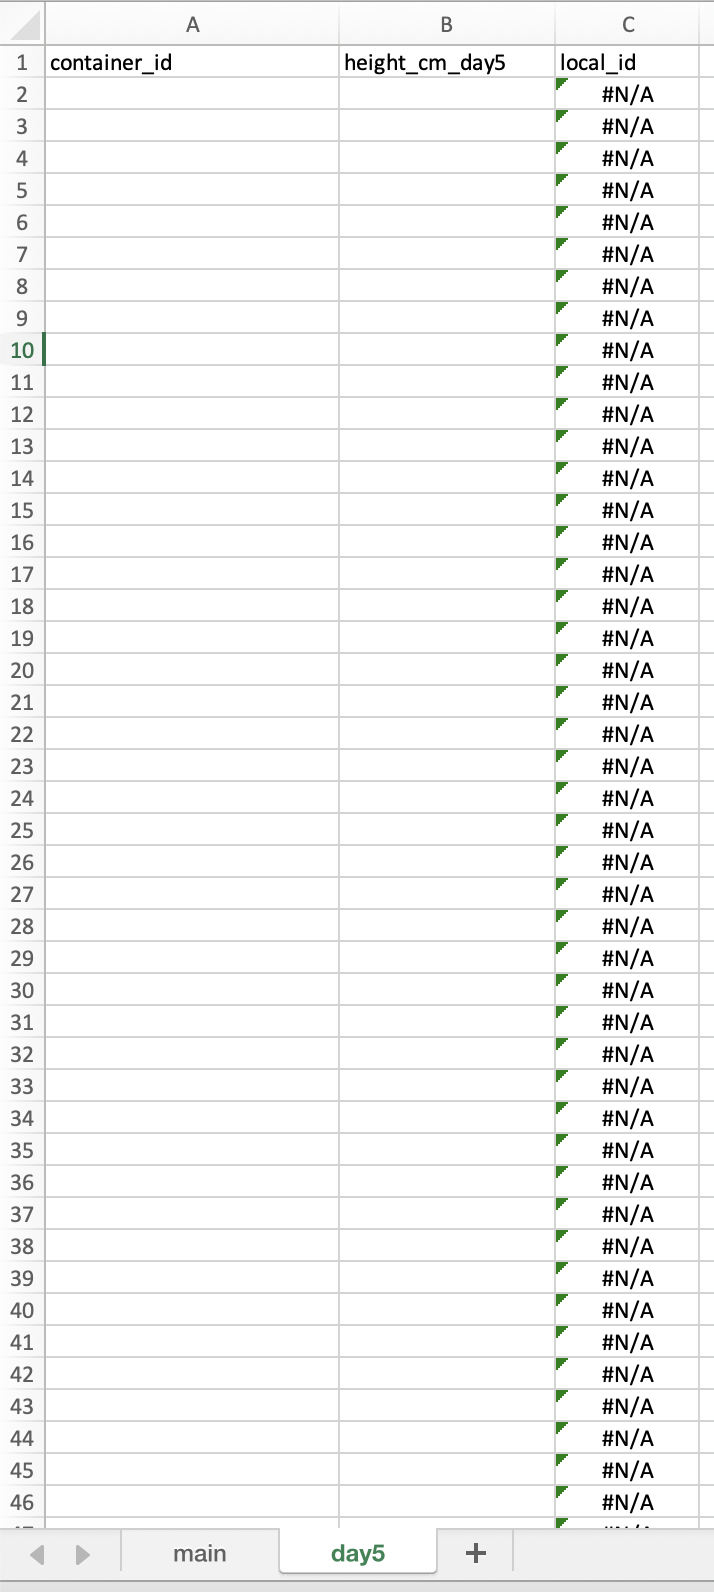 A B C
1 container_id height_cm_day5 local_id
2 #N/A
3 #N/A
4 #N/A
5 #N/A
6 #N/A
7 #N/A
8 #N/A
9 #N/A
10 #N/A
11 #N/A
12 #N/A
13 #N/A
14 #N/A
15 #N/A
16 #N/A
17 #N/A
18 #N/A
19 #N/A
20 #N/A
21 #N/A
22 #N/A
23 #N/A
24 #N/A
25 #N/A
26 #N/A
27 #N/A
28 #N/A
29 #N/A
30 #N/A
31 #N/A
32 #N/A
33 #N/A
34 #N/A
35 #N/A
36 #N/A
37 #N/A
38 #N/A
39 #N/A
40 #N/A
41 #N/A
42 #N/A
43 #N/A
44 #N/A
45 #N/A
46 #N/A
main day5 +